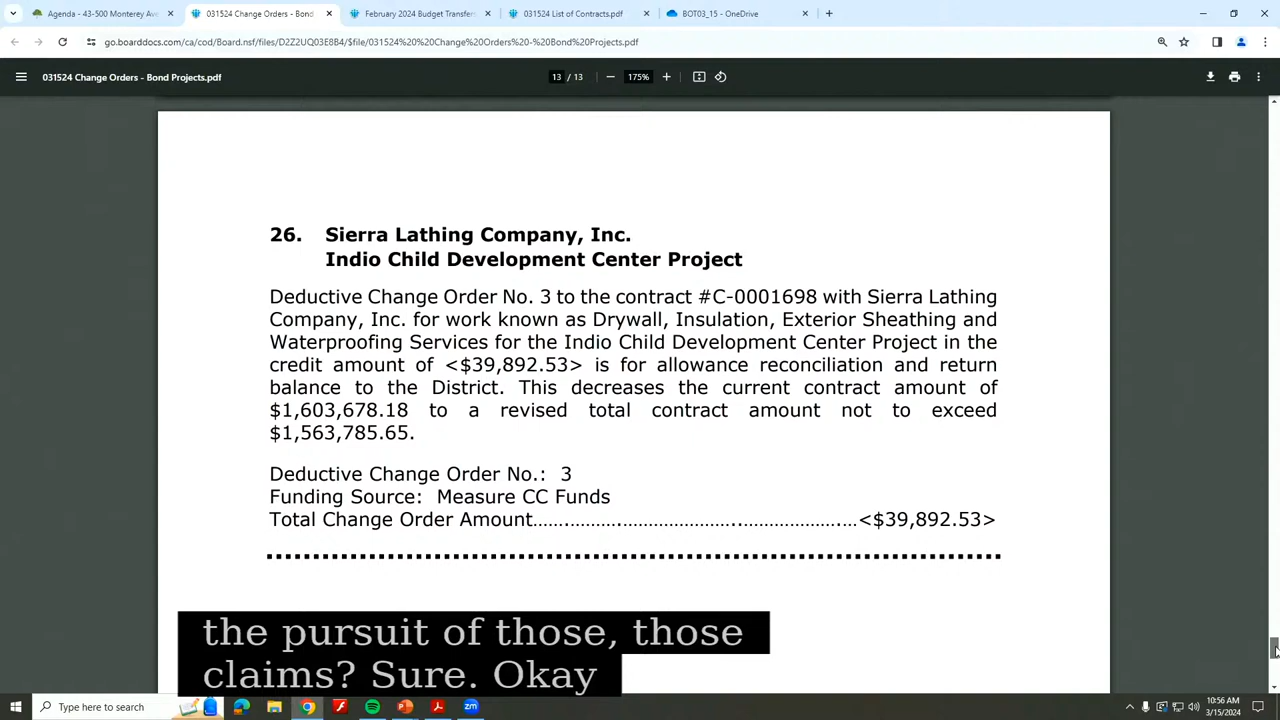 Agenda - 43-500 Monterey Ave
031524 Change Orders - Bond
February 2024 Budget Transfers
031524 List of Contracts.pdf
BOT03_15 - OneDrive
go.boarddocs.com/ca/cod/Board.nsf/files/D2Z2UQ03E8B4/$file/031524%20%20Change%20Orders%20-%20Bond%20Projects.pdf
031524 Change Orders - Bond Projects.pdf
13 / 13
175%
26. Sierra Lathing Company, Inc.
Indio Child Development Center Project
Deductive Change Order No. 3 to the contract #C-0001698 with Sierra Lathing
Company, Inc. for work known as Drywall, Insulation, Exterior Sheathing and
Waterproofing Services for the Indio Child Development Center Project in the
credit amount of <$39,892.53> is for allowance reconciliation and return
balance to the District. This decreases the current contract amount of
$1,603,678.18 to a revised total contract amount not to exceed
$1,563,785.65.
Deductive Change Order No.: 3
Funding Source: Measure CC Funds
Total Change Order Amount……….……….…………………..………………….…<$39,892.53>
the pursuit of those, those
claims? Sure. Okay
Type here to search
10:56 AM
3/15/2024